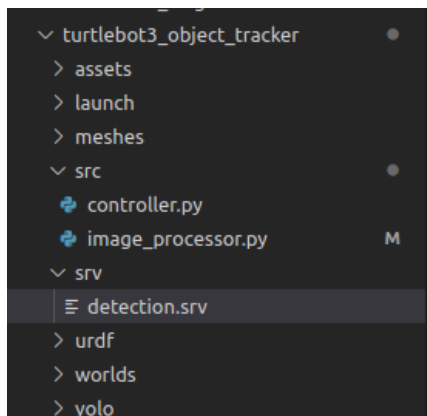 turtlebot3_object_tracker
assets
launch
meshes
src
controller.py
image_processor.py M
srv
detection.srv
urdf
worlds
yolo